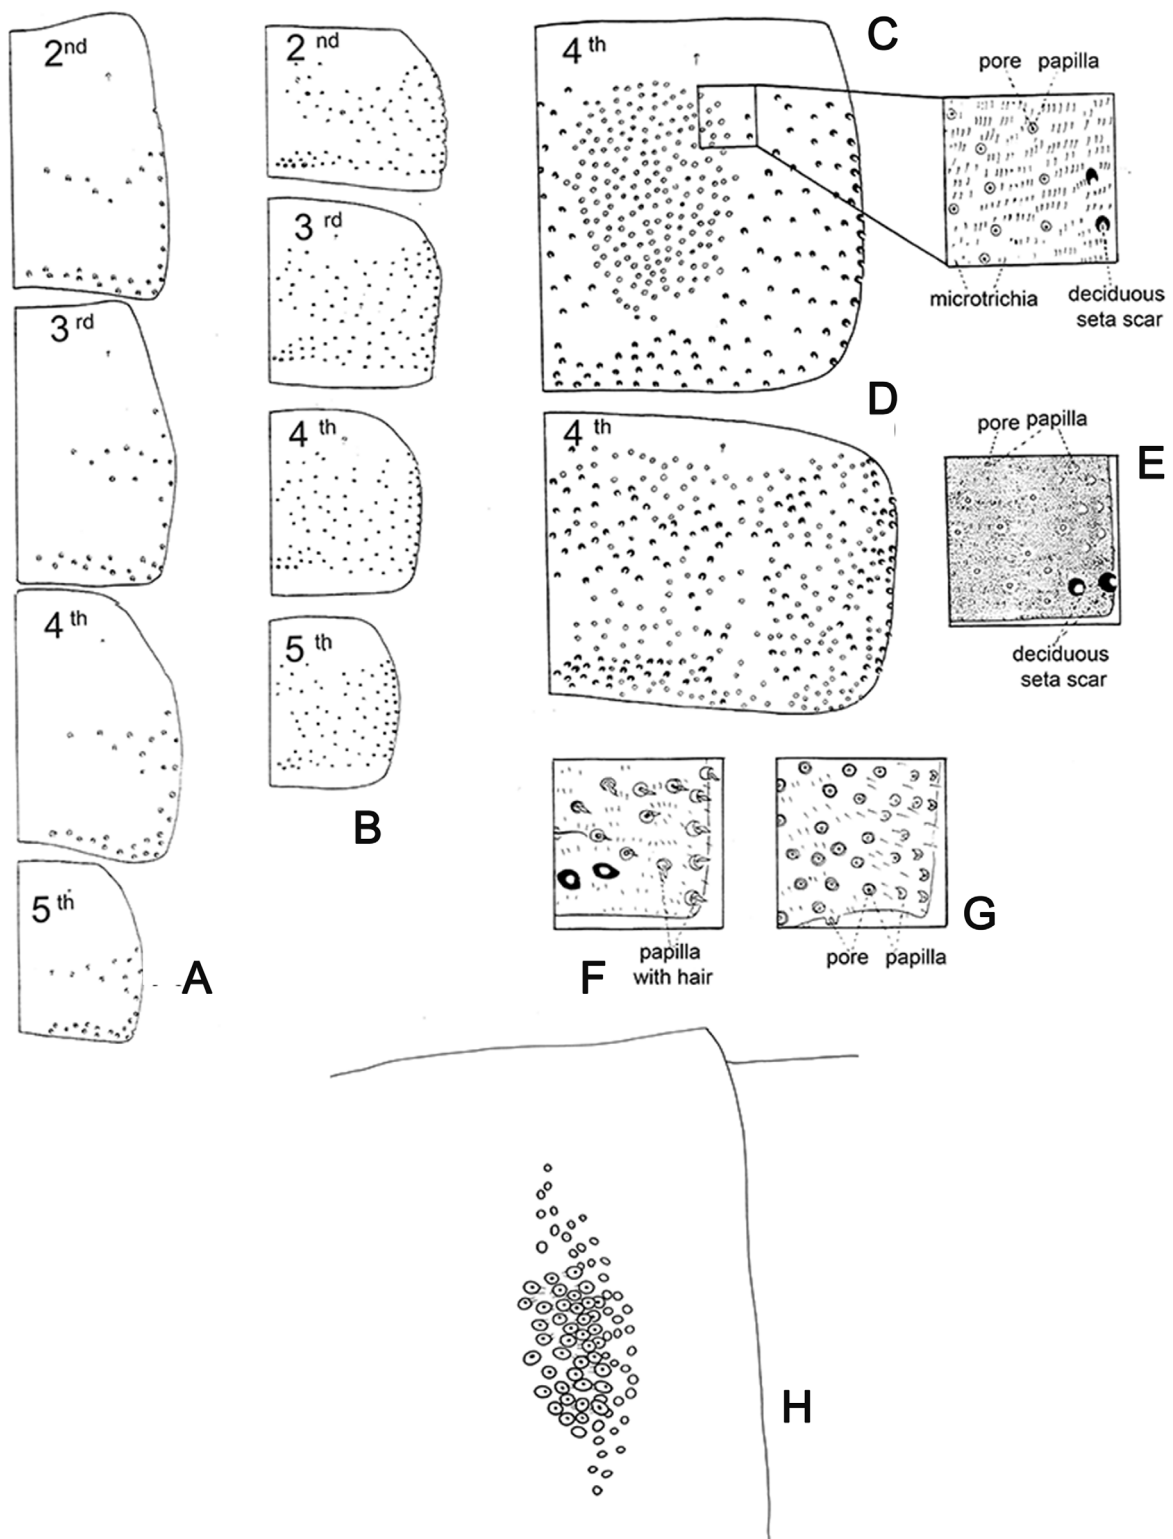 2nd
3rd
4th
5th
A
2nd
3rd
4th
5th
B
4th
C
pore papilla
microtrichia
deciduous
seta scar
4th
D
pore papilla
E
deciduous
seta scar
papilla
with hair
F
pore papilla
G
H